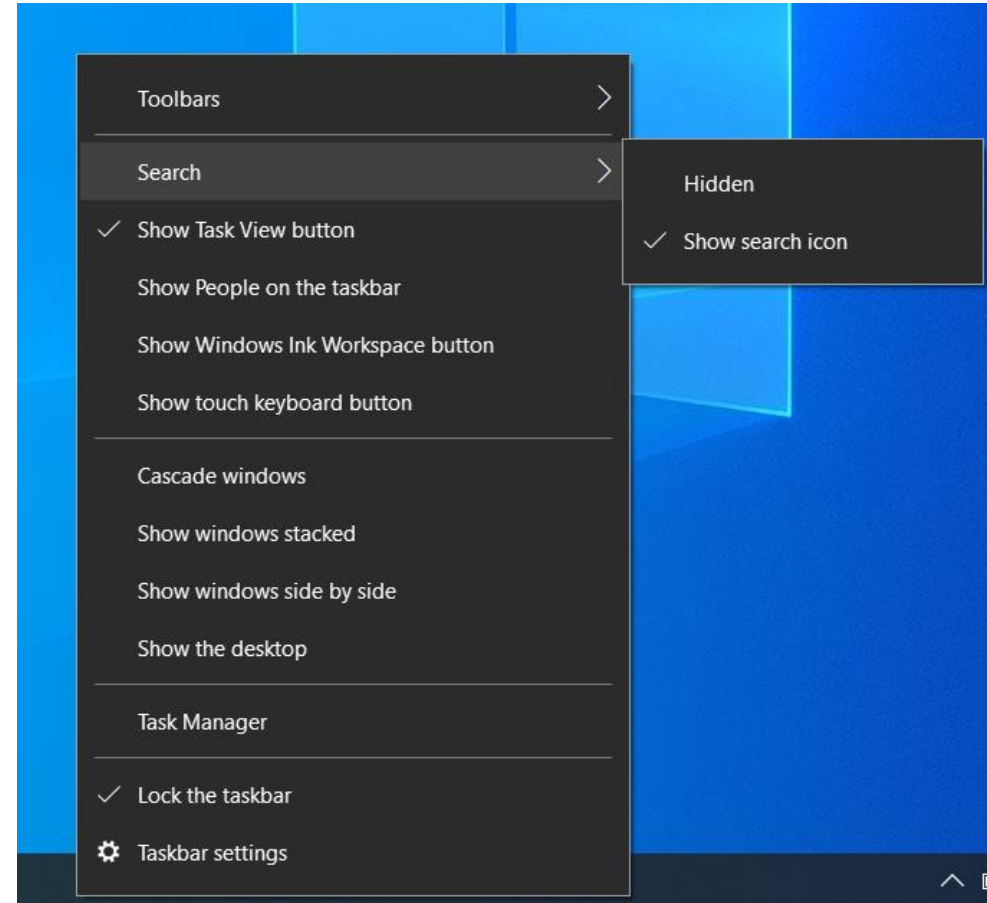 Toolbars
Search
Hidden
Show Task View button
Show search icon
Show People on the taskbar
Show Windows Ink Workspace button
Show touch keyboard button
Cascade windows
Show windows stacked
Show windows side by side
Show the desktop
Task Manager
Lock the taskbar
Taskbar settings